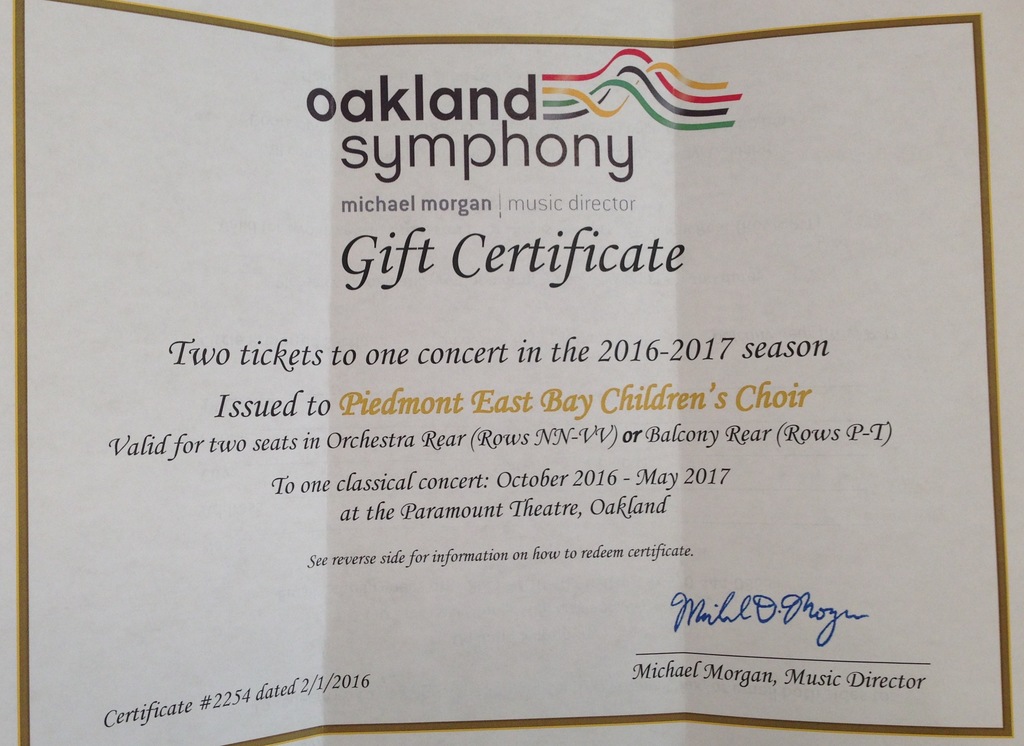 oakland
symphony
michael morgan | music director
Gift Certificate
Two tickets to one concert in the 2016-2017 season
Issued to Piedmont East Bay Children's Choir
Valid for two seats in Orchestra Rear (Rows NN-VV) or Balcony Rear (Rows P-T)
To one classical concert: October 2016 - May 2017
at the Paramount Theatre, Oakland
See reverse side for information on how to redeem certificate.
Michael D. Morgan
Michael Morgan, Music Director
Certificate #2254 dated 2/1/2016